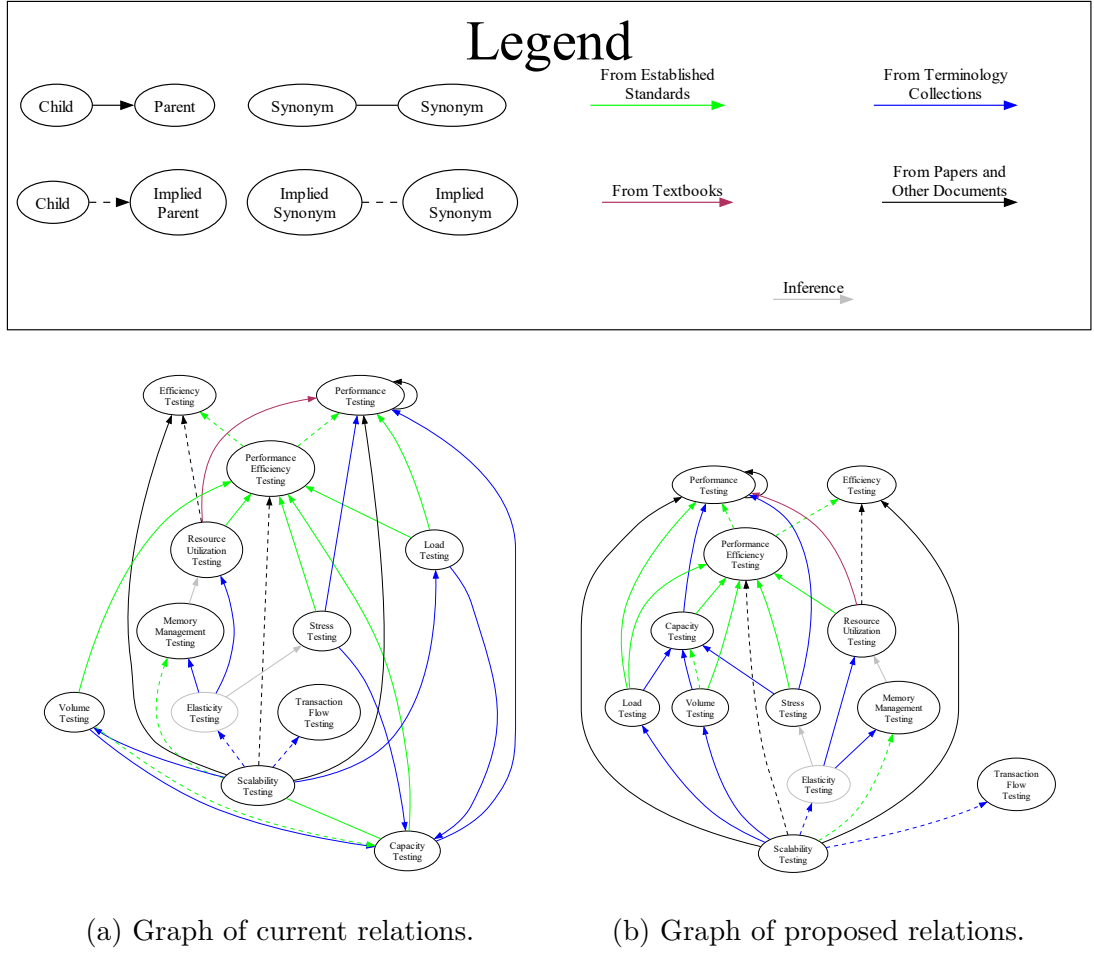 Legend
Child
Parent
Synonym
Synonym
From Established
Standards
From Terminology
Collections
Child
Implied
Parent
Implied
Synonym
Implied
Synonym
From Textbooks
From Papers and
Other Documents
Inference
Efficiency
Testing
Performance
Testing
Performance
Efficiency
Testing
Resource
Utilization
Testing
Load
Testing
Memory
Management
Testing
Stress
Testing
Volume
Testing
Elasticity
Testing
Transaction
Flow
Testing
Scalability
Testing
Capacity
Testing
Performance
Testing
Efficiency
Testing
Performance
Efficiency
Testing
Capacity
Testing
Resource
Utilization
Testing
Load
Testing
Volume
Testing
Stress
Testing
Memory
Management
Testing
Elasticity
Testing
Transaction
Flow
Testing
Scalability
Testing
(a) Graph of current relations.
(b) Graph of proposed relations.